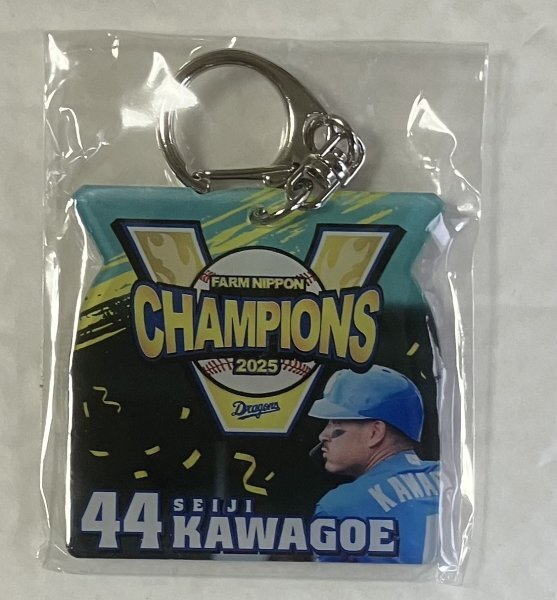 FARM NIPPON
CHAMPIONS
2025
Dragons
44 SEIJI
KAWAGOE